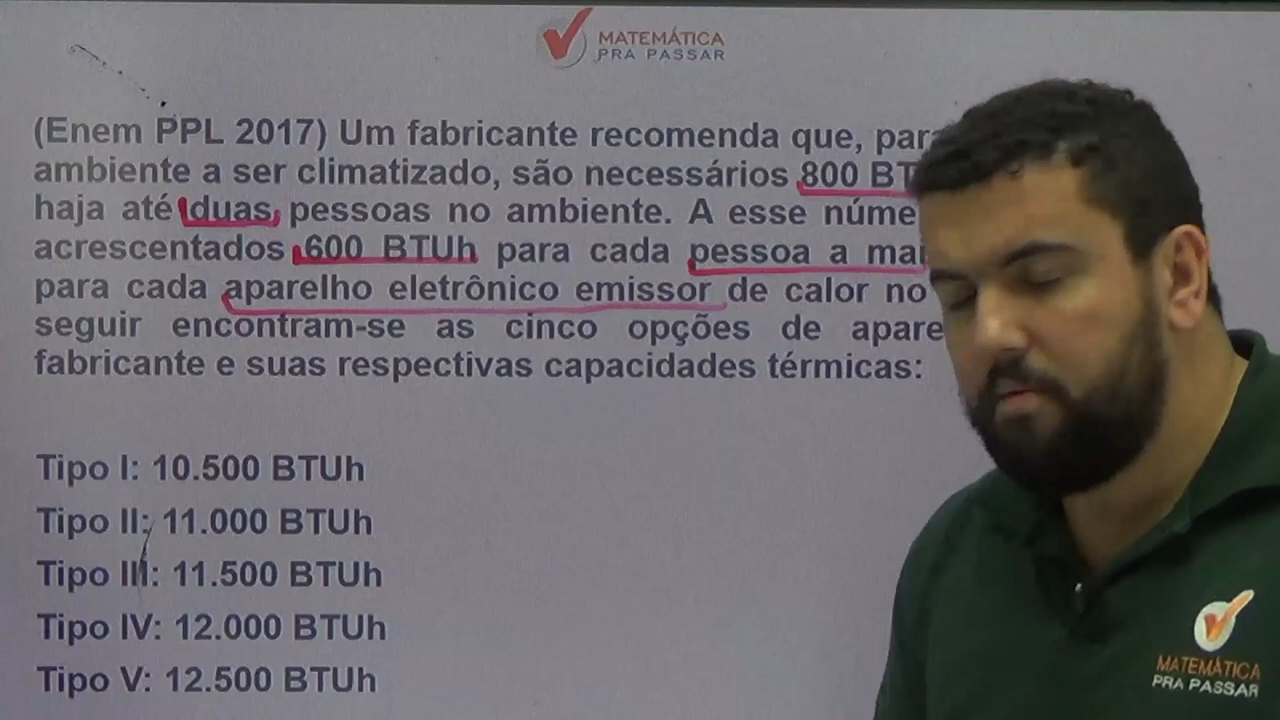 MATEMÁTICA
PRA PASSAR
(Enem PPL 2017) Um fabricante recomenda que, para
ambiente a ser climatizado, são necessários 800 BT
haja até duas pessoas no ambiente. A esse núme
acrescentados 600 BTUh para cada pessoa a mai
para cada aparelho eletrônico emissor de calor no
seguir encontram-se as cinco opções de apare
fabricante e suas respectivas capacidades térmicas:
Tipo I: 10.500 BTUh
Tipo II: 11.000 BTUh
Tipo III: 11.500 BTUh
Tipo IV: 12.000 BTUh
Tipo V: 12.500 BTUh
MATEMÁTICA
PRA PASSAR